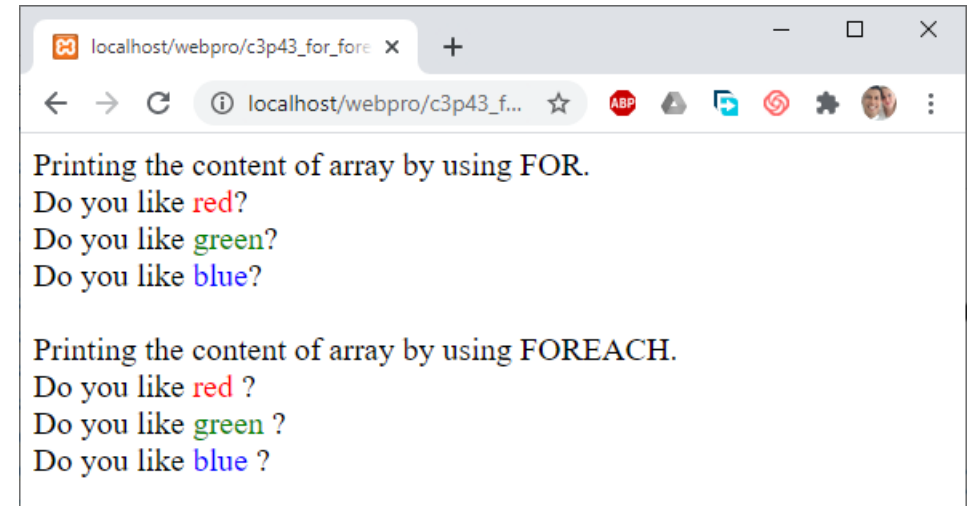 localhost/webpro/c3p43_for_fore
localhost/webpro/c3p43_f...
ABP
Printing the content of array by using FOR.
Do you like red?
Do you like green?
Do you like blue?
Printing the content of array by using FOREACH.
Do you like red ?
Do you like green ?
Do you like blue ?